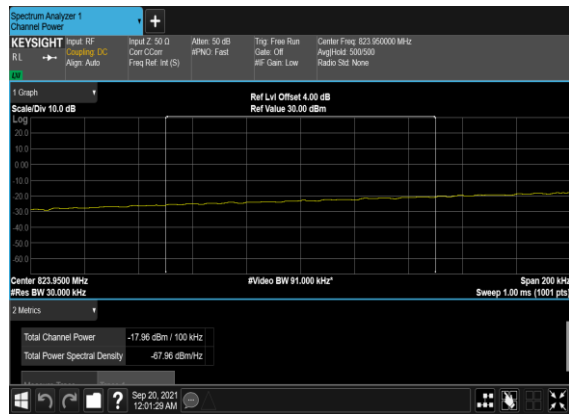 Spectrum Analyzer 1
Channel Power
+
KEYSIGHT
RL
Input: RF
Coupling: DC
Align: Auto
Input Z: 50 Ω
Corr CCorr
Freq Ref: Int (S)
Atten: 50 dB
#PNO: Fast
Trig: Free Run
Gate: Off
#IF Gain: Low
Center Freq: 823.950000 MHz
Avg|Hold: 500/500
Radio Std: None
1 Graph
Scale/Div 10.0 dB
Ref Lvl Offset 4.00 dB
Ref Value 30.00 dBm
Log
20.0
10.0
0.00
-10.0
-20.0
-30.0
-40.0
-50.0
-60.0
Center 823.9500 MHz
#Video BW 91.000 kHz*
Span 200 kHz
#Res BW 30.000 kHz
Sweep 1.00 ms (1001 pts)
2 Metrics
Total Channel Power -17.96 dBm / 100 kHz
Total Power Spectral Density -67.96 dBm/Hz
?
Sep 20, 2021
12:01:29 AM